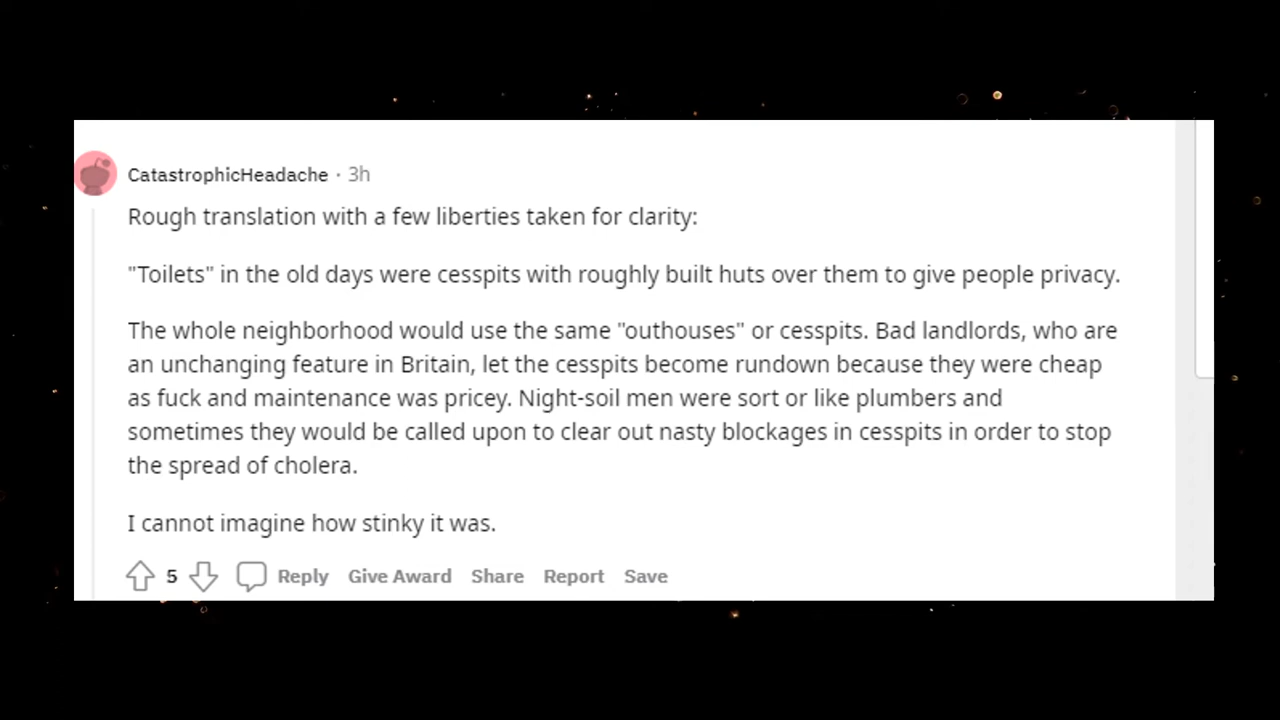 CatastrophicHeadache · 3h
Rough translation with a few liberties taken for clarity:
"Toilets" in the old days were cesspits with roughly built huts over them to give people privacy.
The whole neighborhood would use the same "outhouses" or cesspits. Bad landlords, who are
an unchanging feature in Britain, let the cesspits become rundown because they were cheap
as fuck and maintenance was pricey. Night-soil men were sort or like plumbers and
sometimes they would be called upon to clear out nasty blockages in cesspits in order to stop
the spread of cholera.
I cannot imagine how stinky it was.
5 Reply Give Award Share Report Save